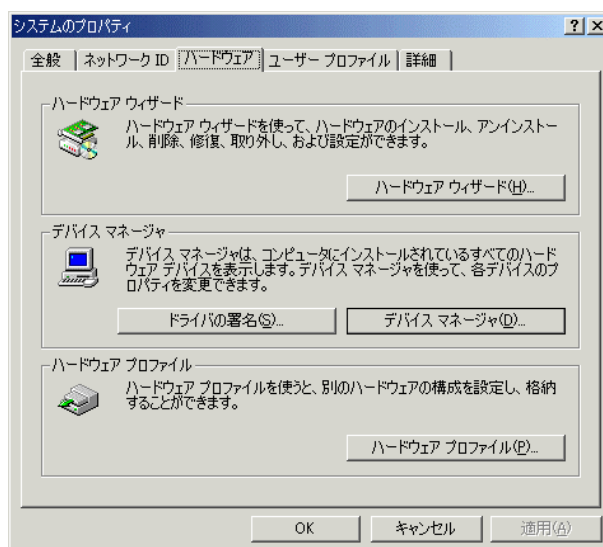 システムのプロパティ
全般
ネットワーク ID
ハードウェア
ユーザー プロファイル
詳細
ハードウェア ウィザード
ハードウェア ウィザードを使って、ハードウェアのインストール、アンインストー
ル、削除、修復、取り外し、および設定ができます。
ハードウェア ウィザード(H)...
デバイス マネージャ
デバイス マネージャは、コンピュータにインストールされているすべてのハード
ウェア デバイスを表示します。デバイス マネージャを使って、各デバイスのプ
ロパティを変更できます。
ドライバの署名(S)...
デバイス マネージャ(D)...
ハードウェア プロファイル
ハードウェア プロファイルを使うと、別のハードウェアの構成を設定し、格納
することができます。
ハードウェア プロファイル(P)...
OK
キャンセル
適用(A)